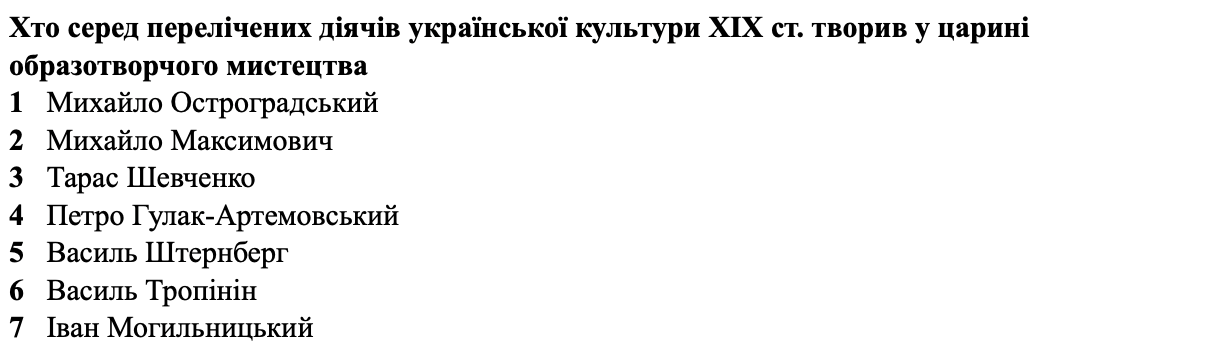 Хто серед перелічених діячів української культури XIX ст. творив у царині
образотворчого мистецтва
1 Михайло Остроградський
2 Михайло Максимович
3 Тарас Шевченко
4 Петро Гулак-Артемовський
5 Василь Штернберг
6 Василь Тропінін
7 Іван Могильницький